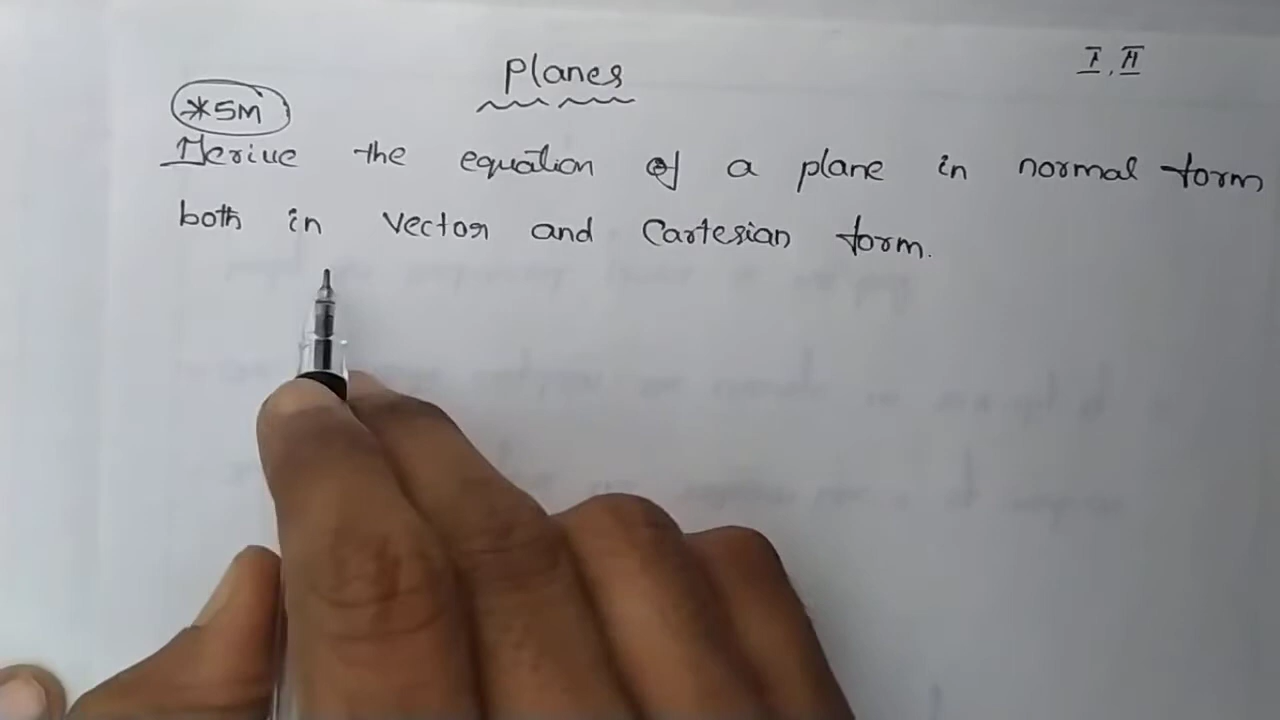 Planes
I, II
*5M
Derive the equation of a plane in normal form
both in vector and Cartesian form.